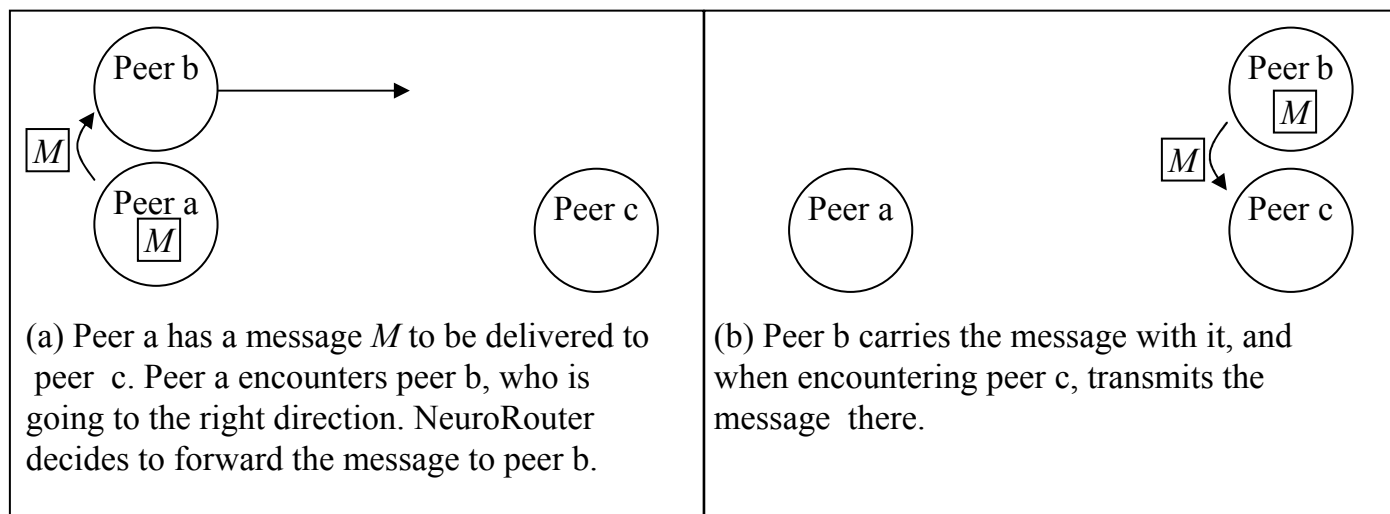 Peer b
M
Peer a
M
Peer c
(a) Peer a has a message M to be delivered to
peer c. Peer a encounters peer b, who is
going to the right direction. NeuroRouter
decides to forward the message to peer b.
Peer b
M
M
Peer a
Peer c
(b) Peer b carries the message with it, and
when encountering peer c, transmits the
message there.